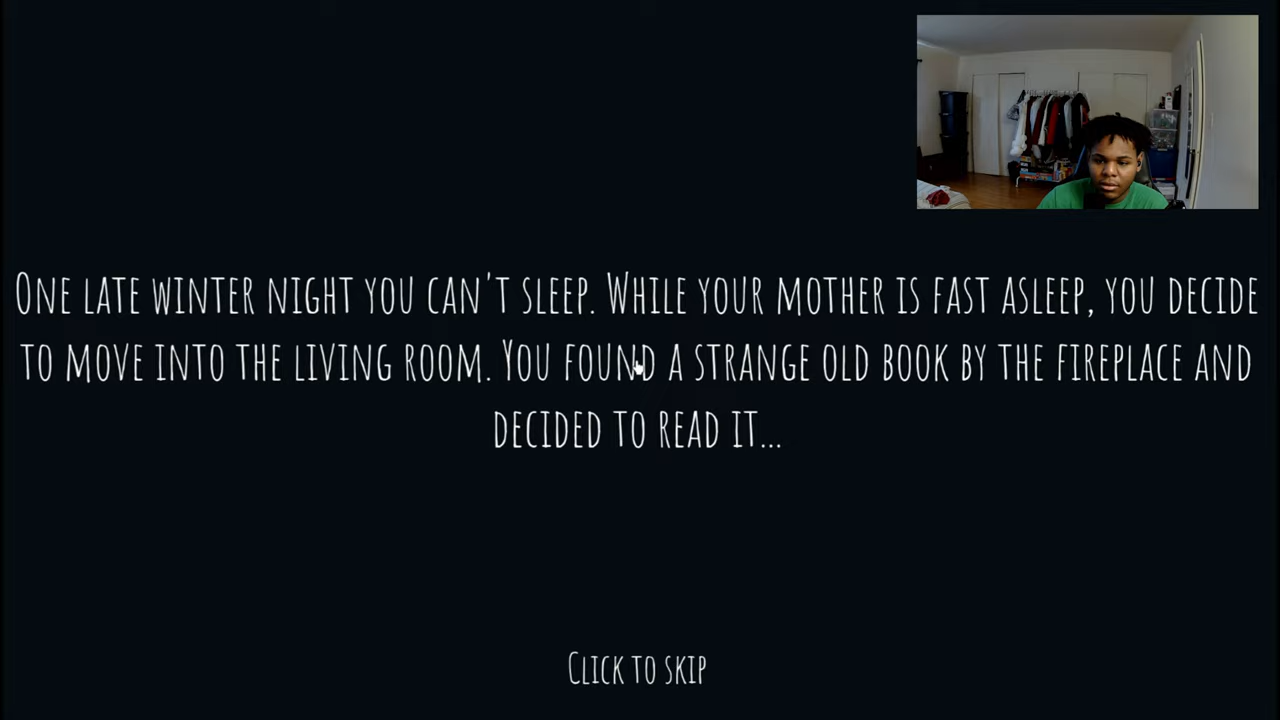 One late winter night you can't sleep. While your mother is fast asleep, you decide
to move into the living room. You found a strange old book by the fireplace and
decided to read it...
Click to skip